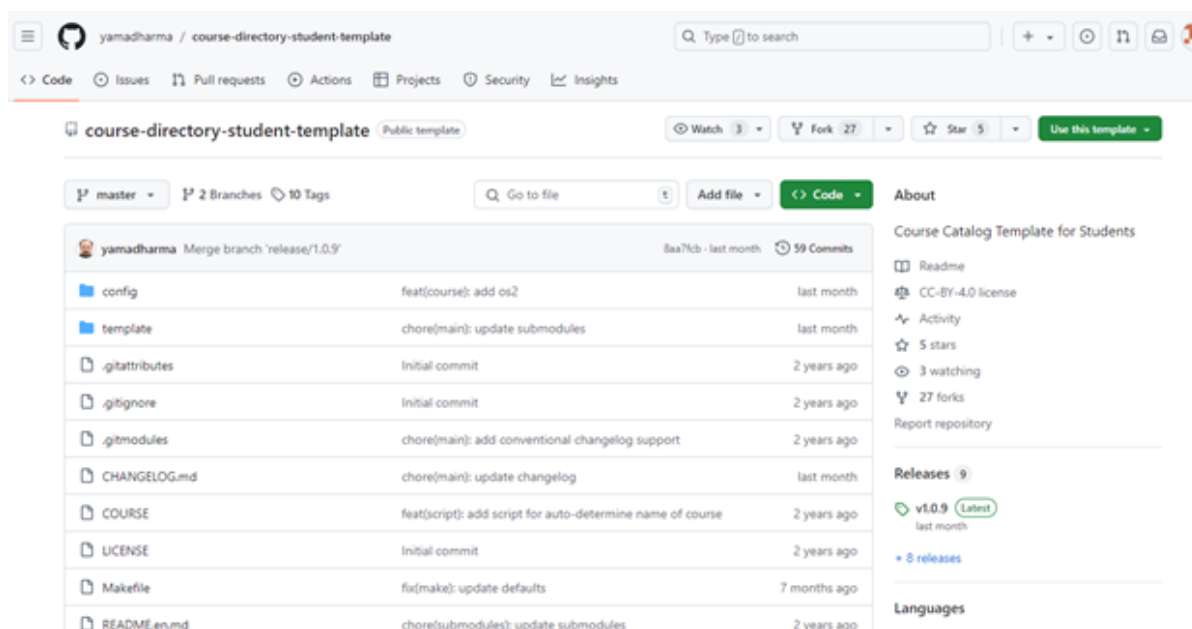 yamadharma / course-directory-student-template
Type / to search
Code Issues Pull requests Actions Projects Security Insights
course-directory-student-template Public template
Watch 3 Fork 27 Star 5 Use this template
master 2 Branches 10 Tags
Go to file t Add file Code
yamadharma Merge branch 'release/1.0.9' 8aa7fcb · last month 59 Commits
config feat(course): add os2 last month
template chore(main): update submodules last month
.gitattributes Initial commit 2 years ago
.gitignore Initial commit 2 years ago
.gitmodules chore(main): add conventional changelog support 2 years ago
CHANGELOG.md chore(main): update changelog last month
COURSE feat(script): add script for auto-determine name of course 2 years ago
LICENSE Initial commit 2 years ago
Makefile fix(make): update defaults 7 months ago
README.en.md chore(submodules): update submodules 2 years ago
About
Course Catalog Template for Students
Readme
CC-BY-4.0 license
Activity
5 stars
3 watching
27 forks
Report repository
Releases 9
v1.0.9 Latest
last month
+ 8 releases
Languages